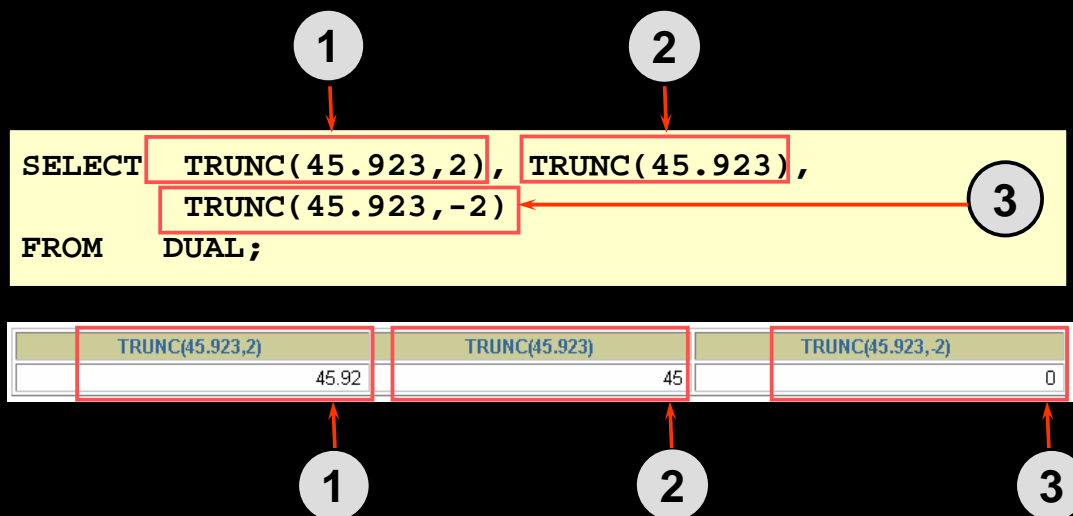 1 2
SELECT TRUNC(45.923,2), TRUNC(45.923),
TRUNC(45.923,-2) 3
FROM DUAL;
TRUNC(45.923,2) TRUNC(45.923) TRUNC(45.923,-2)
45.92 45 0
1 2 3